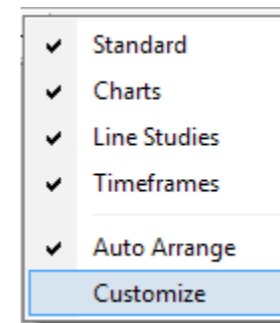 Standard
Charts
Line Studies
Timeframes
Auto Arrange
Customize